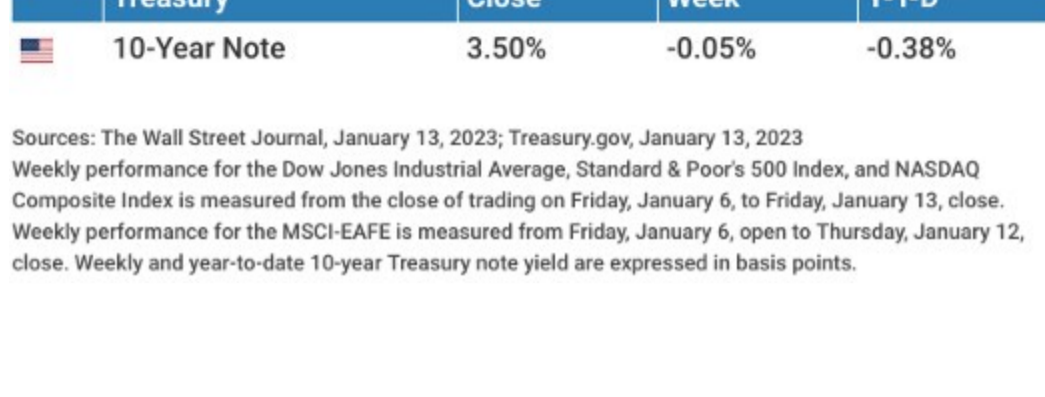 Treasury Close Week Y-T-D
10-Year Note 3.50% -0.05% -0.38%
Sources: The Wall Street Journal, January 13, 2023; Treasury.gov, January 13, 2023
Weekly performance for the Dow Jones Industrial Average, Standard & Poor's 500 Index, and NASDAQ
Composite Index is measured from the close of trading on Friday, January 6, to Friday, January 13, close.
Weekly performance for the MSCI-EAFE is measured from Friday, January 6, open to Thursday, January 12,
close. Weekly and year-to-date 10-year Treasury note yield are expressed in basis points.